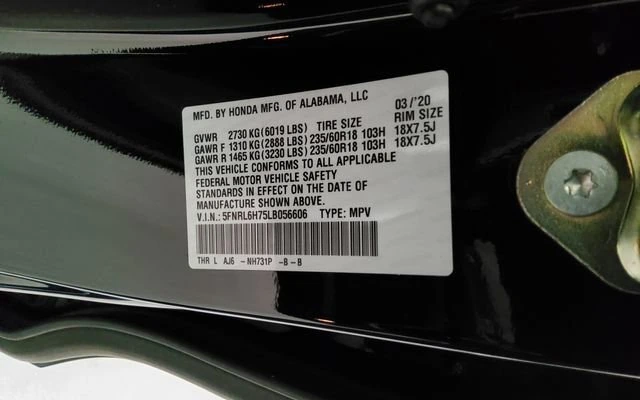 MFD. BY HONDA MFG. OF ALABAMA, LLC 03/'20
GVWR 2730 KG (6019 LBS) TIRE SIZE RIM SIZE
GAWR F 1310 KG (2888 LBS) 235/60R18 103H 18X7.5J
GAWR R 1465 KG (3230 LBS) 235/60R18 103H 18X7.5J
THIS VEHICLE CONFORMS TO ALL APPLICABLE
FEDERAL MOTOR VEHICLE SAFETY
STANDARDS IN EFFECT ON THE DATE OF
MANUFACTURE SHOWN ABOVE.
V.I.N.: 5FNRL6H75LB056606 TYPE: MPV
THR L AJ6 -NH731P -B -B